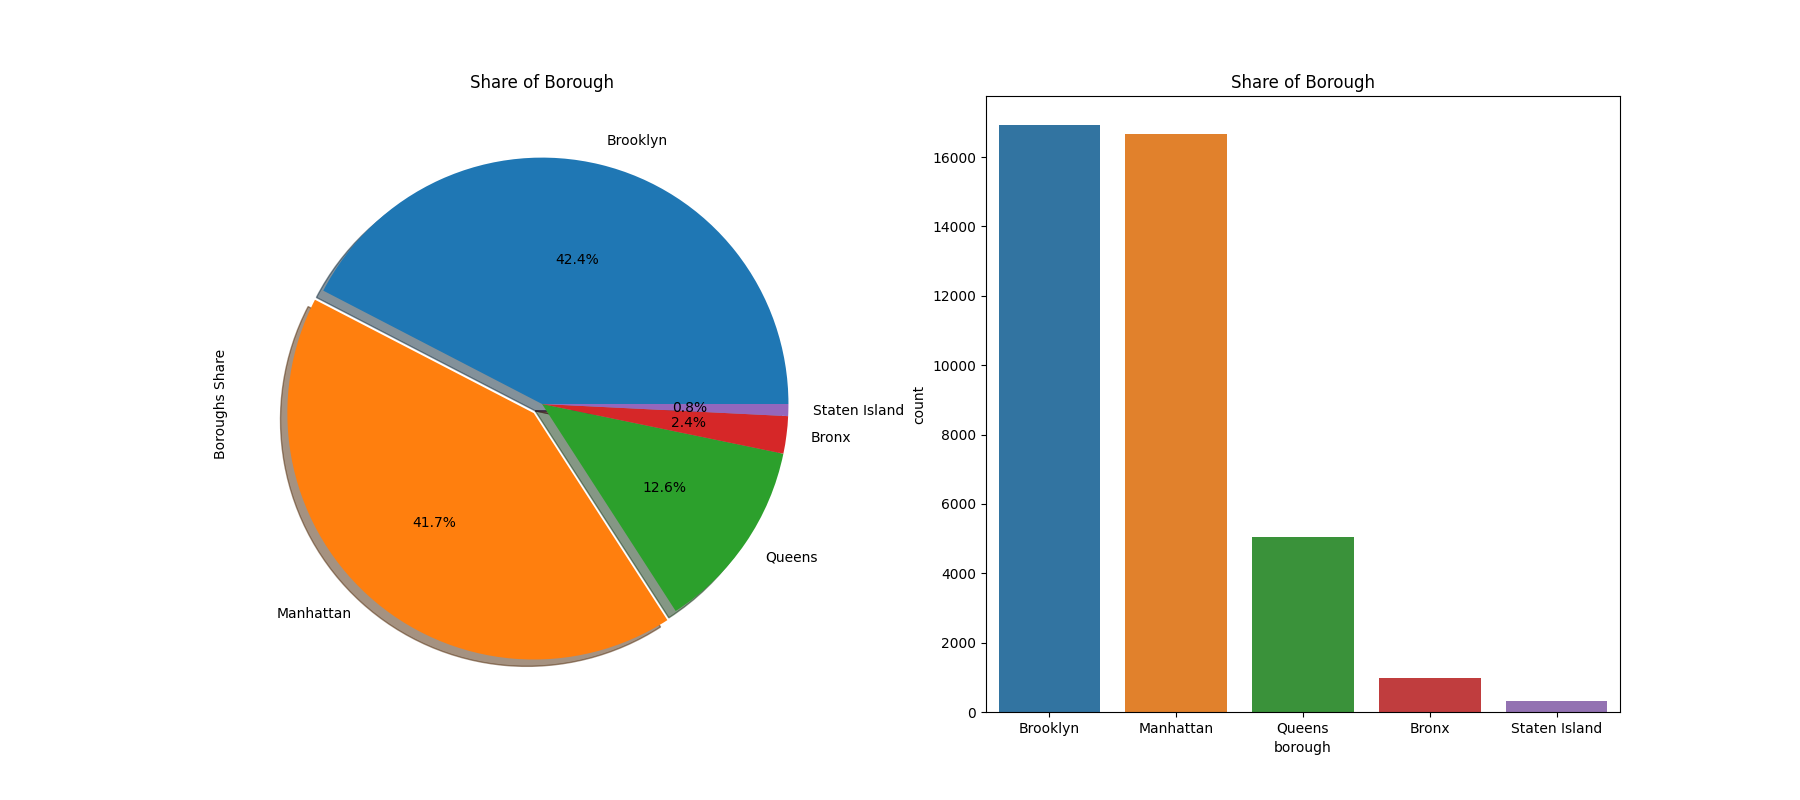 Share of Borough
Brooklyn
42.4%
0.8%
Staten Island
2.4%
Bronx
Boroughs Share
12.6%
41.7%
Queens
Manhattan
Share of Borough
16000
14000
12000
10000
8000
6000
4000
2000
0
count
Brooklyn
Manhattan
Queens
Bronx
Staten Island
borough